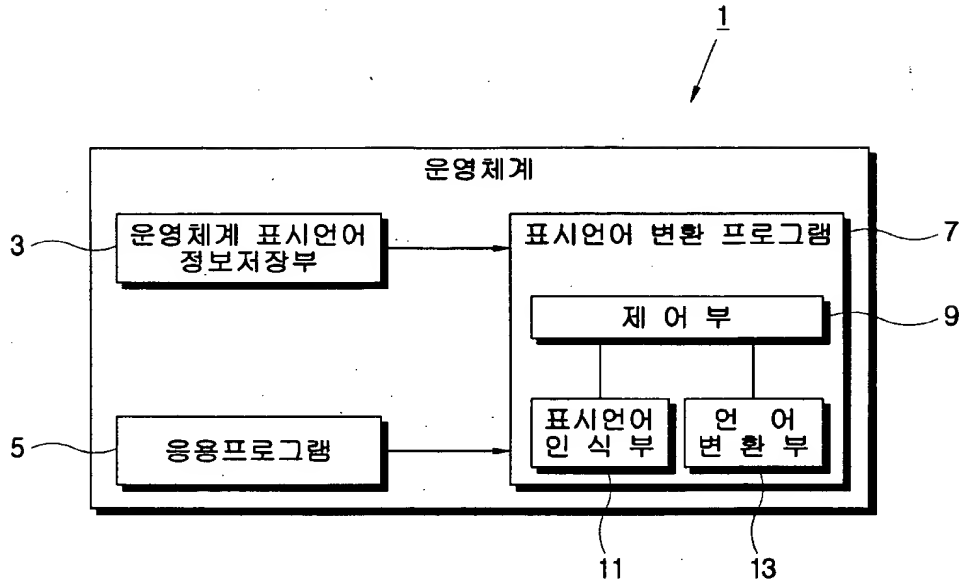 1
운영체계
3
운영체계 표시언어
정보저장부
표시언어 변환 프로그램
7
제 어 부
9
5
응용프로그램
표시언어
인 식 부
언 어
변 환 부
11
13